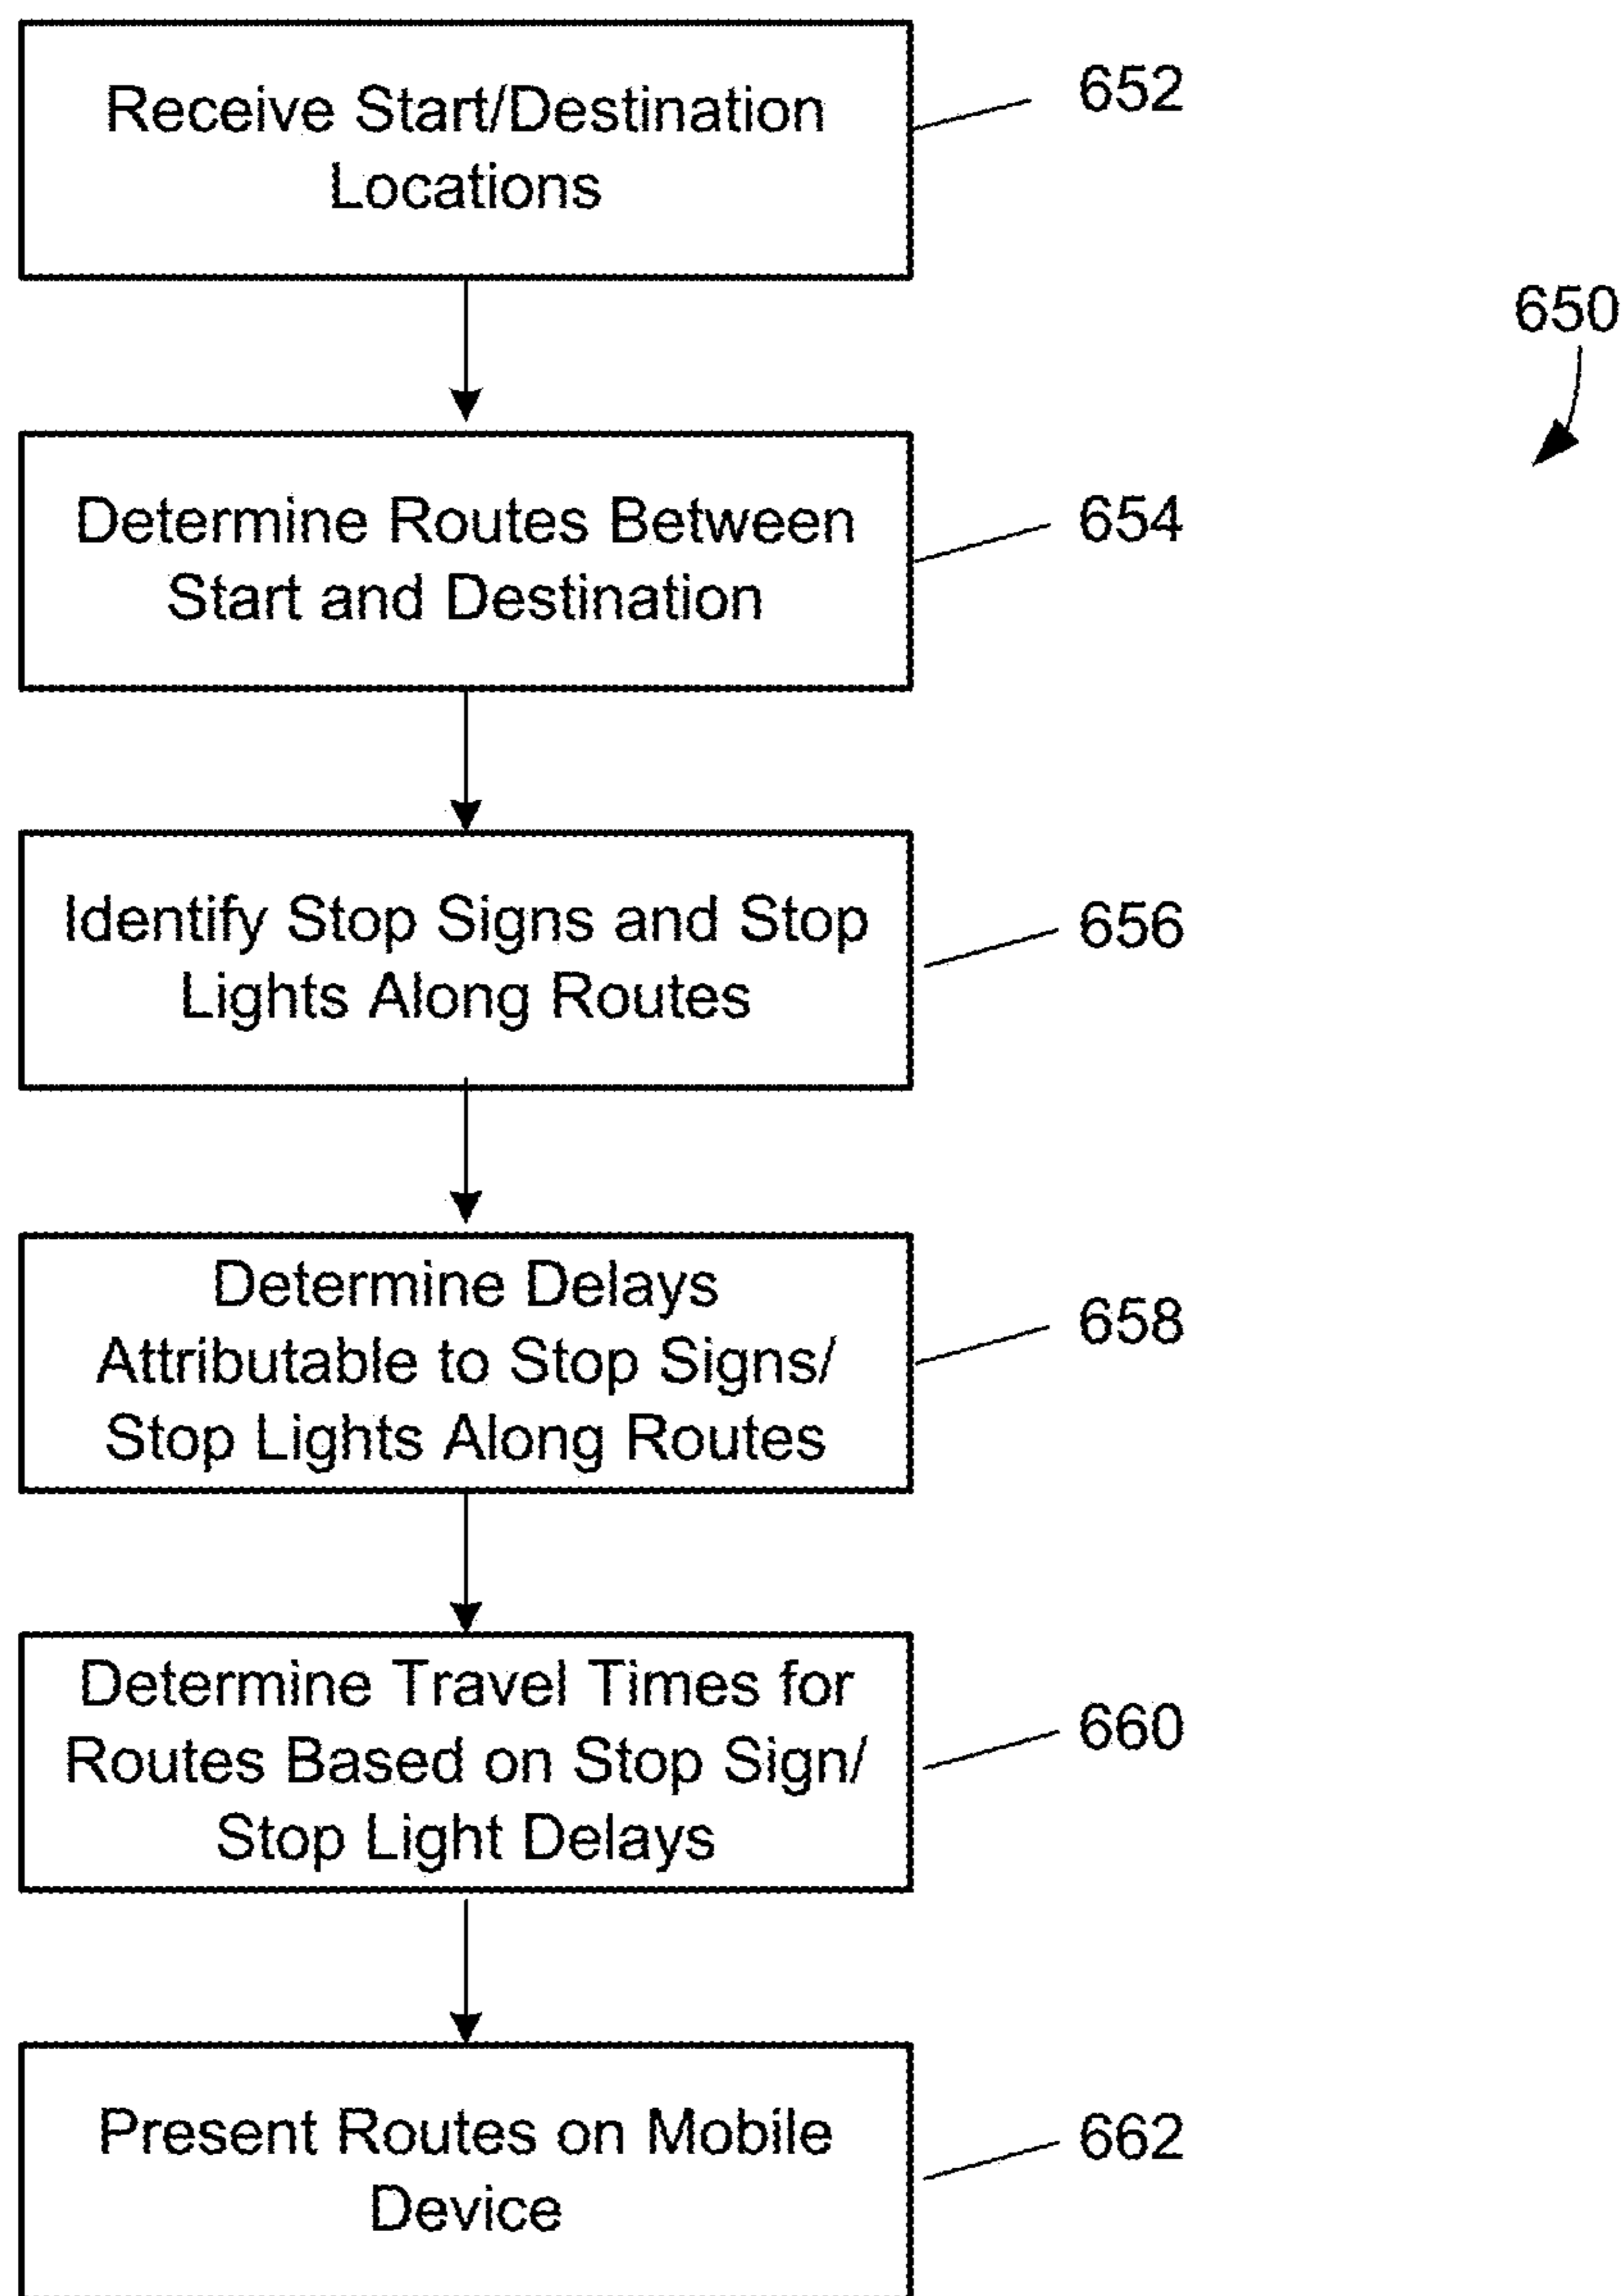 Receive Start/Destination
Locations
652
650
Determine Routes Between
Start and Destination
654
Identify Stop Signs and Stop
Lights Along Routes
656
Determine Delays
Attributable to Stop Signs/
Stop Lights Along Routes
658
Determine Travel Times for
Routes Based on Stop Sign/
Stop Light Delays
660
Present Routes on Mobile
Device
662